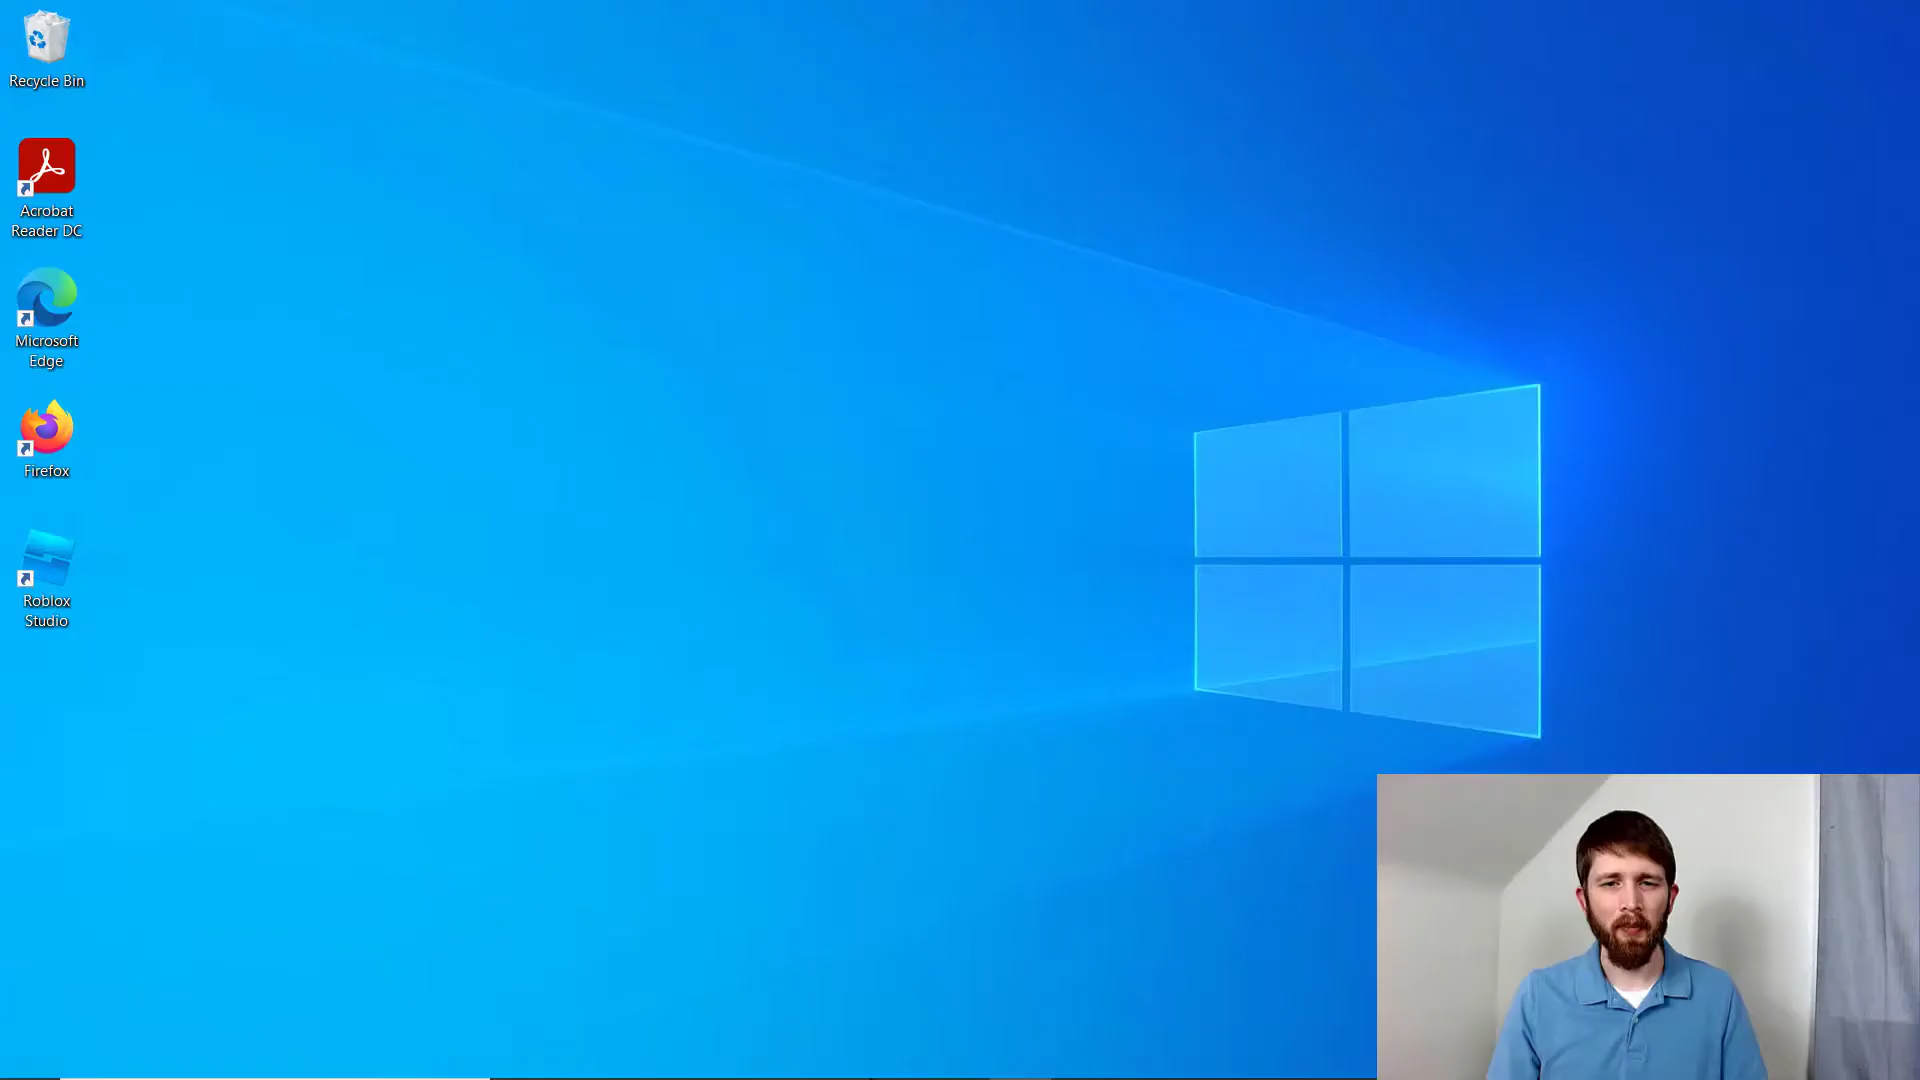 Recycle Bin
Acrobat
Reader DC
Microsoft
Edge
Firefox
Roblox
Studio